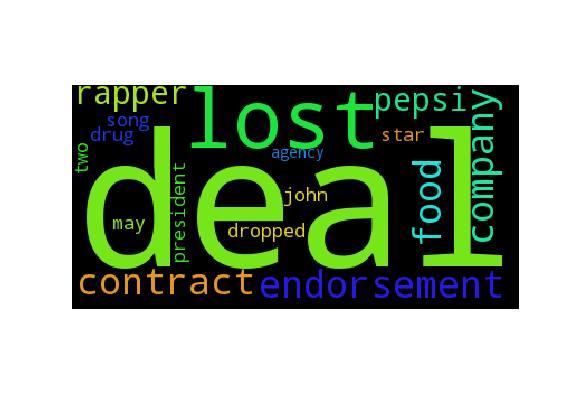 rapper
lost
pepsi
company
song
drug
star
two
agency
deal
president
john
food
may
dropped
contract
endorsement